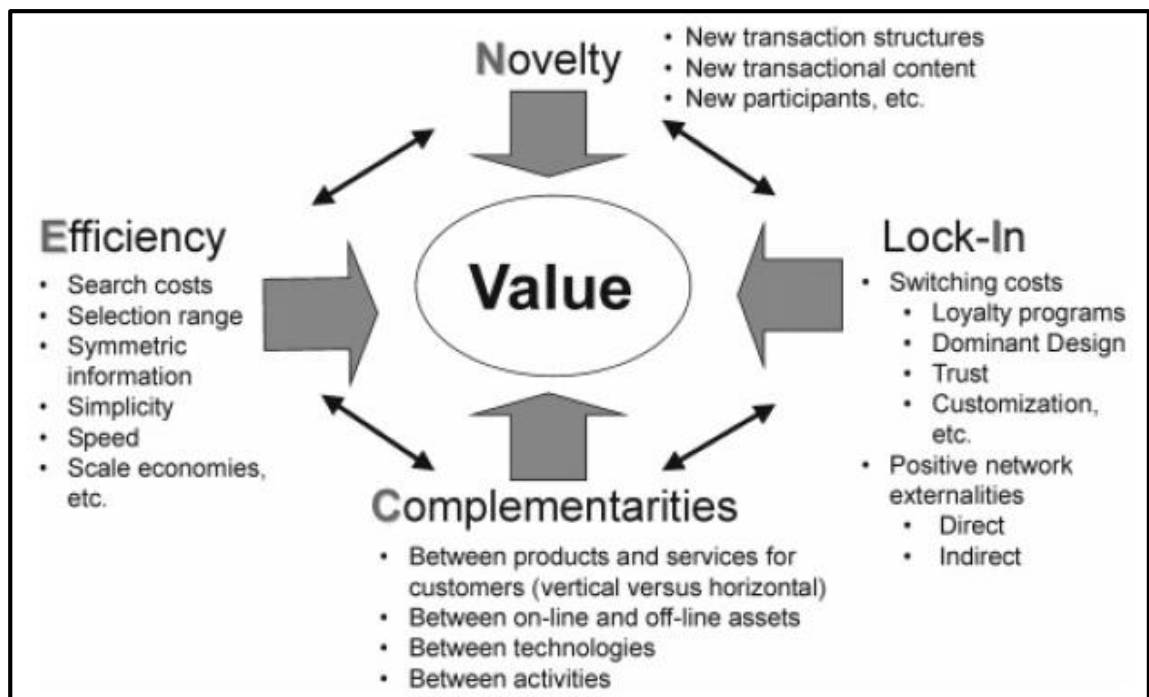 Novelty
• New transaction structures
• New transactional content
• New participants, etc.
Efficiency
• Search costs
• Selection range
• Symmetric
information
• Simplicity
• Speed
• Scale economies,
etc.
Value
Lock-In
• Switching costs
• Loyalty programs
• Dominant Design
• Trust
• Customization,
etc.
• Positive network
externalities
• Direct
• Indirect
Complementarities
• Between products and services for
customers (vertical versus horizontal)
• Between on-line and off-line assets
• Between technologies
• Between activities